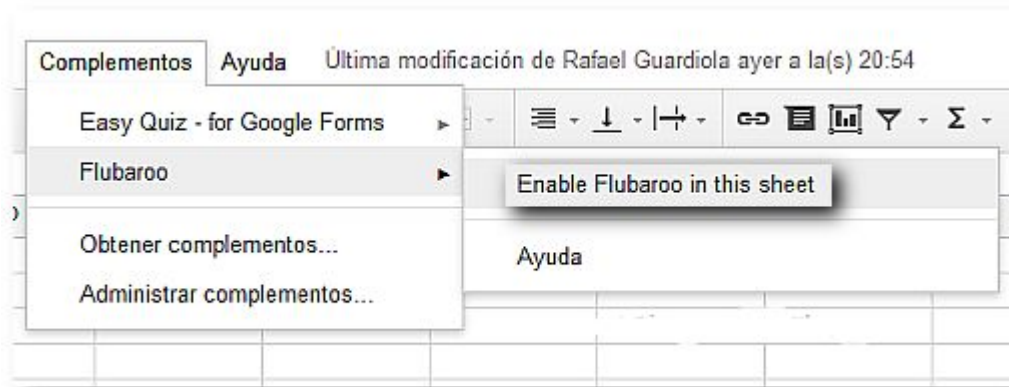 Complementos Ayuda Última modificación de Rafael Guardiola ayer a la(s) 20:54
Easy Quiz - for Google Forms
Flubaroo
Enable Flubaroo in this sheet
Obtener complementos...
Ayuda
Administrar complementos...